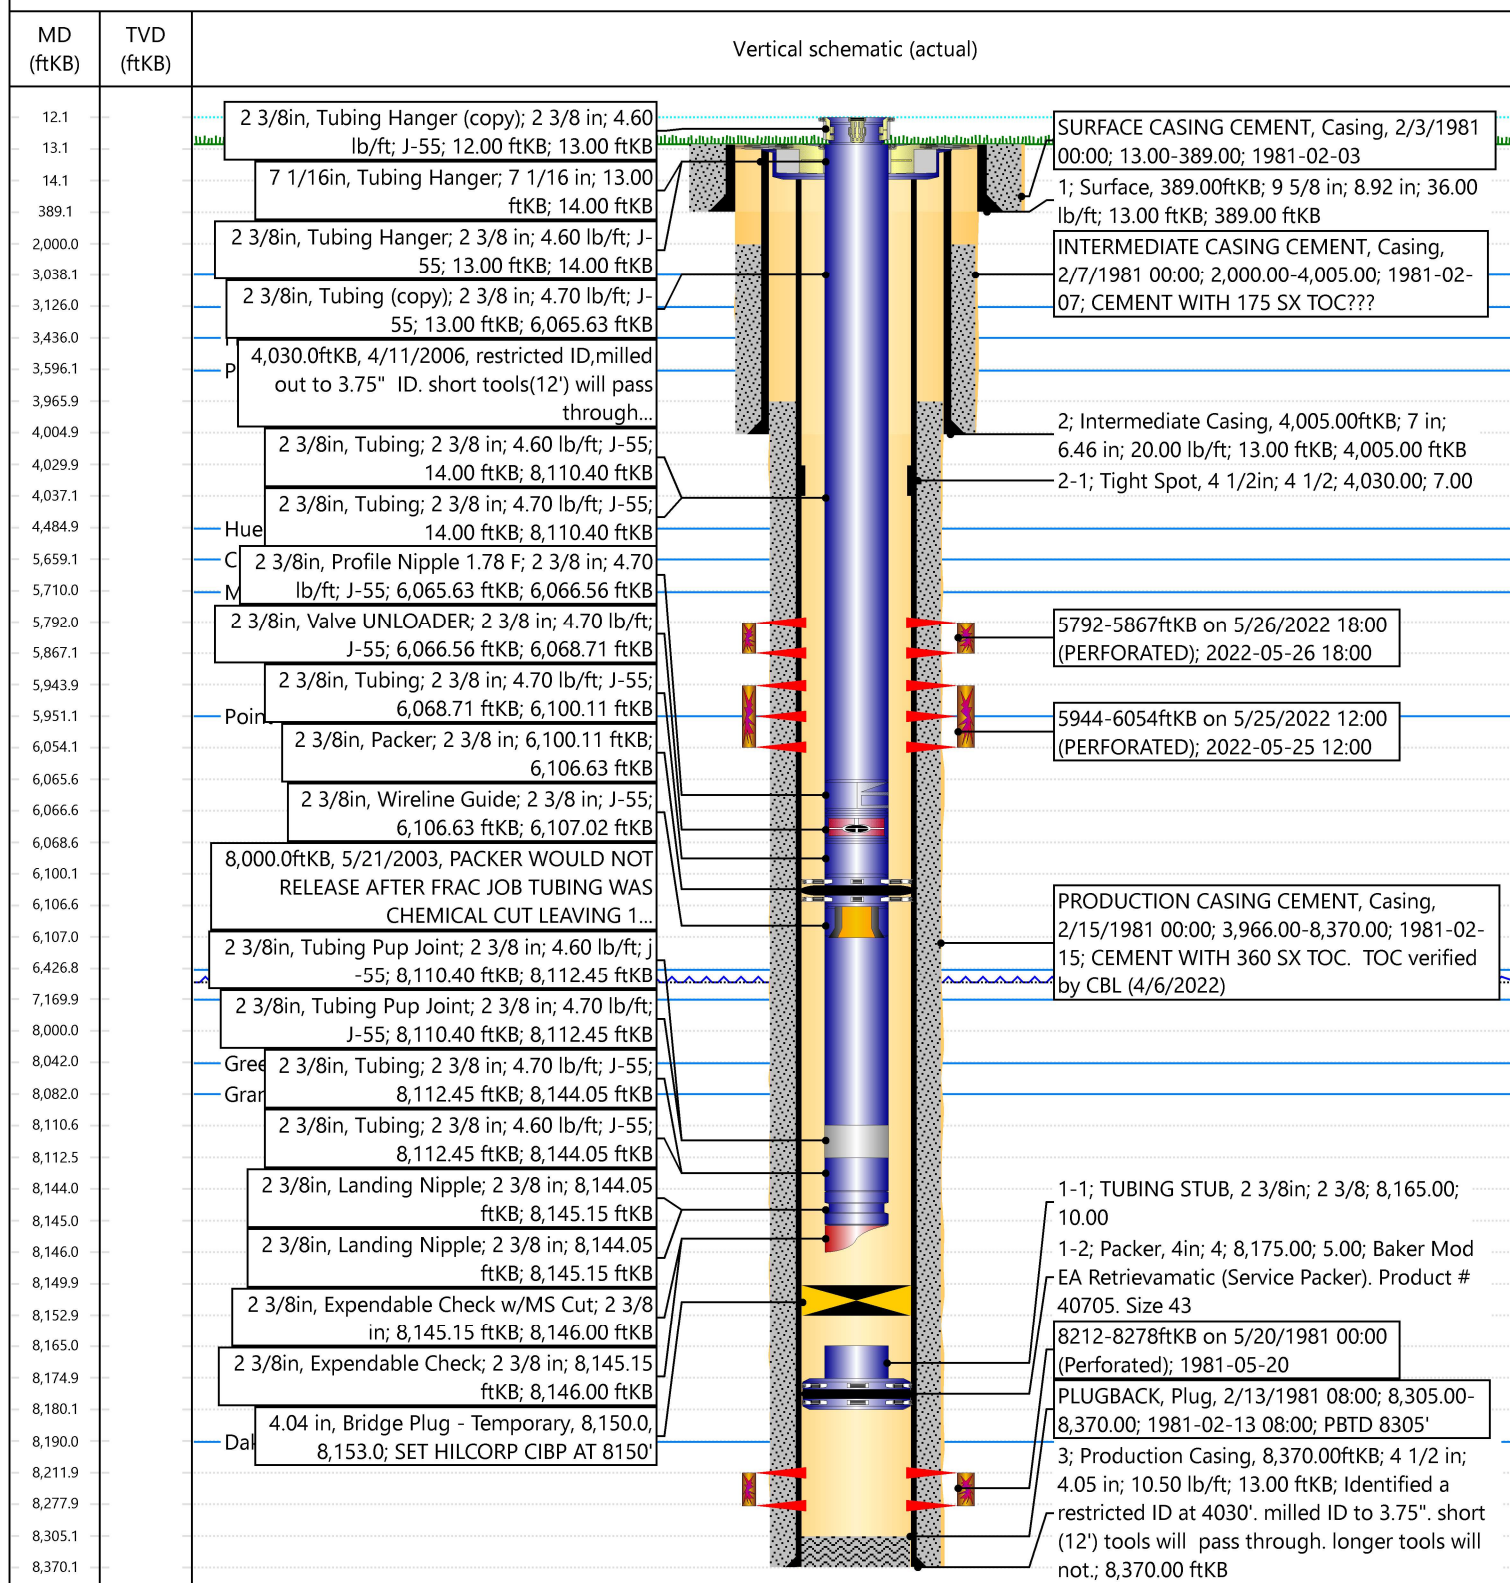 MD
(ftKB)
TVD
(ftKB)
Vertical schematic (actual)
12.1
13.1
14.1
389.1
2,000.0
3,038.1
3,126.0
3,436.0
3,596.1
3,965.9
4,004.9
4,029.9
4,037.1
4,484.9
5,659.1
5,710.0
5,792.0
5,867.1
5,943.9
5,951.1
6,054.1
6,065.6
6,066.6
6,068.6
6,100.1
6,106.6
6,107.0
6,426.8
7,169.9
8,000.0
8,042.0
8,082.0
8,110.6
8,112.5
8,144.0
8,145.0
8,146.0
8,149.9
8,152.9
8,165.0
8,174.9
8,180.1
8,190.0
8,211.9
8,277.9
8,305.1
8,370.1
P
Hue
C
M
Poin
Gree
Gran
Dak
2 3/8in, Tubing Hanger (copy); 2 3/8 in; 4.60
lb/ft; J-55; 12.00 ftKB; 13.00 ftKB
7 1/16in, Tubing Hanger; 7 1/16 in; 13.00
ftKB; 14.00 ftKB
2 3/8in, Tubing Hanger; 2 3/8 in; 4.60 lb/ft; J-
55; 13.00 ftKB; 14.00 ftKB
2 3/8in, Tubing (copy); 2 3/8 in; 4.70 lb/ft; J-
55; 13.00 ftKB; 6,065.63 ftKB
4,030.0ftKB, 4/11/2006, restricted ID,milled
out to 3.75" ID. short tools(12') will pass
through...
2 3/8in, Tubing; 2 3/8 in; 4.60 lb/ft; J-55;
14.00 ftKB; 8,110.40 ftKB
2 3/8in, Tubing; 2 3/8 in; 4.70 lb/ft; J-55;
14.00 ftKB; 8,110.40 ftKB
2 3/8in, Profile Nipple 1.78 F; 2 3/8 in; 4.70
lb/ft; J-55; 6,065.63 ftKB; 6,066.56 ftKB
2 3/8in, Valve UNLOADER; 2 3/8 in; 4.70 lb/ft;
J-55; 6,066.56 ftKB; 6,068.71 ftKB
2 3/8in, Tubing; 2 3/8 in; 4.70 lb/ft; J-55;
6,068.71 ftKB; 6,100.11 ftKB
2 3/8in, Packer; 2 3/8 in; 6,100.11 ftKB;
6,106.63 ftKB
2 3/8in, Wireline Guide; 2 3/8 in; J-55;
6,106.63 ftKB; 6,107.02 ftKB
8,000.0ftKB, 5/21/2003, PACKER WOULD NOT
RELEASE AFTER FRAC JOB TUBING WAS
CHEMICAL CUT LEAVING 1...
2 3/8in, Tubing Pup Joint; 2 3/8 in; 4.60 lb/ft; j
-55; 8,110.40 ftKB; 8,112.45 ftKB
2 3/8in, Tubing Pup Joint; 2 3/8 in; 4.70 lb/ft;
J-55; 8,110.40 ftKB; 8,112.45 ftKB
2 3/8in, Tubing; 2 3/8 in; 4.70 lb/ft; J-55;
8,112.45 ftKB; 8,144.05 ftKB
2 3/8in, Tubing; 2 3/8 in; 4.60 lb/ft; J-55;
8,112.45 ftKB; 8,144.05 ftKB
2 3/8in, Landing Nipple; 2 3/8 in; 8,144.05
ftKB; 8,145.15 ftKB
2 3/8in, Landing Nipple; 2 3/8 in; 8,144.05
ftKB; 8,145.15 ftKB
2 3/8in, Expendable Check w/MS Cut; 2 3/8
in; 8,145.15 ftKB; 8,146.00 ftKB
2 3/8in, Expendable Check; 2 3/8 in; 8,145.15
ftKB; 8,146.00 ftKB
4.04 in, Bridge Plug - Temporary, 8,150.0,
8,153.0; SET HILCORP CIBP AT 8150'
SURFACE CASING CEMENT, Casing, 2/3/1981
00:00; 13.00-389.00; 1981-02-03
1; Surface, 389.00ftKB; 9 5/8 in; 8.92 in; 36.00
lb/ft; 13.00 ftKB; 389.00 ftKB
INTERMEDIATE CASING CEMENT, Casing,
2/7/1981 00:00; 2,000.00-4,005.00; 1981-02-
07; CEMENT WITH 175 SX TOC???
2; Intermediate Casing, 4,005.00ftKB; 7 in;
6.46 in; 20.00 lb/ft; 13.00 ftKB; 4,005.00 ftKB
2-1; Tight Spot, 4 1/2in; 4 1/2; 4,030.00; 7.00
5792-5867ftKB on 5/26/2022 18:00
(PERFORATED); 2022-05-26 18:00
5944-6054ftKB on 5/25/2022 12:00
(PERFORATED); 2022-05-25 12:00
PRODUCTION CASING CEMENT, Casing,
2/15/1981 00:00; 3,966.00-8,370.00; 1981-02-
15; CEMENT WITH 360 SX TOC. TOC verified
by CBL (4/6/2022)
1-1; TUBING STUB, 2 3/8in; 2 3/8; 8,165.00;
10.00
1-2; Packer, 4in; 4; 8,175.00; 5.00; Baker Mod
EA Retrievamatic (Service Packer). Product #
40705. Size 43
8212-8278ftKB on 5/20/1981 00:00
(Perforated); 1981-05-20
PLUGBACK, Plug, 2/13/1981 08:00; 8,305.00-
8,370.00; 1981-02-13 08:00; PBTD 8305'
3; Production Casing, 8,370.00ftKB; 4 1/2 in;
4.05 in; 10.50 lb/ft; 13.00 ftKB; Identified a
restricted ID at 4030'. milled ID to 3.75". short
(12') tools will pass through. longer tools will
not.; 8,370.00 ftKB